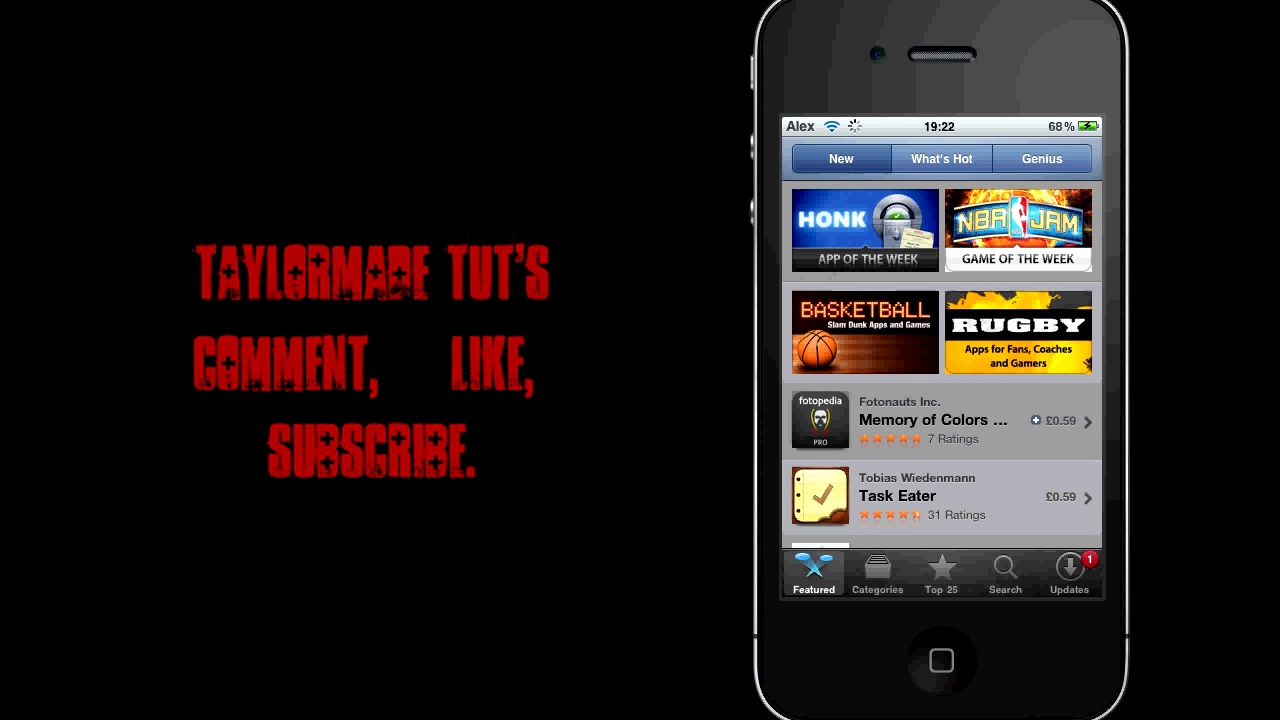 TAYLORMADE TUT'S
COMMENT, LIKE,
SUBSCRIBE.
Alex 19:22 68%
New What's Hot Genius
HONK
APP OF THE WEEK
NBA JAM
GAME OF THE WEEK
BASKETBALL
Slam Dunk Apps and Games
RUGBY
Apps for Fans, Coaches
and Gamers
fotopedia
PRO
Fotonauts Inc.
Memory of Colors ... £0.59
7 Ratings
Tobias Wiedenmann
Task Eater £0.59
31 Ratings
1
Featured Categories Top 25 Search Updates